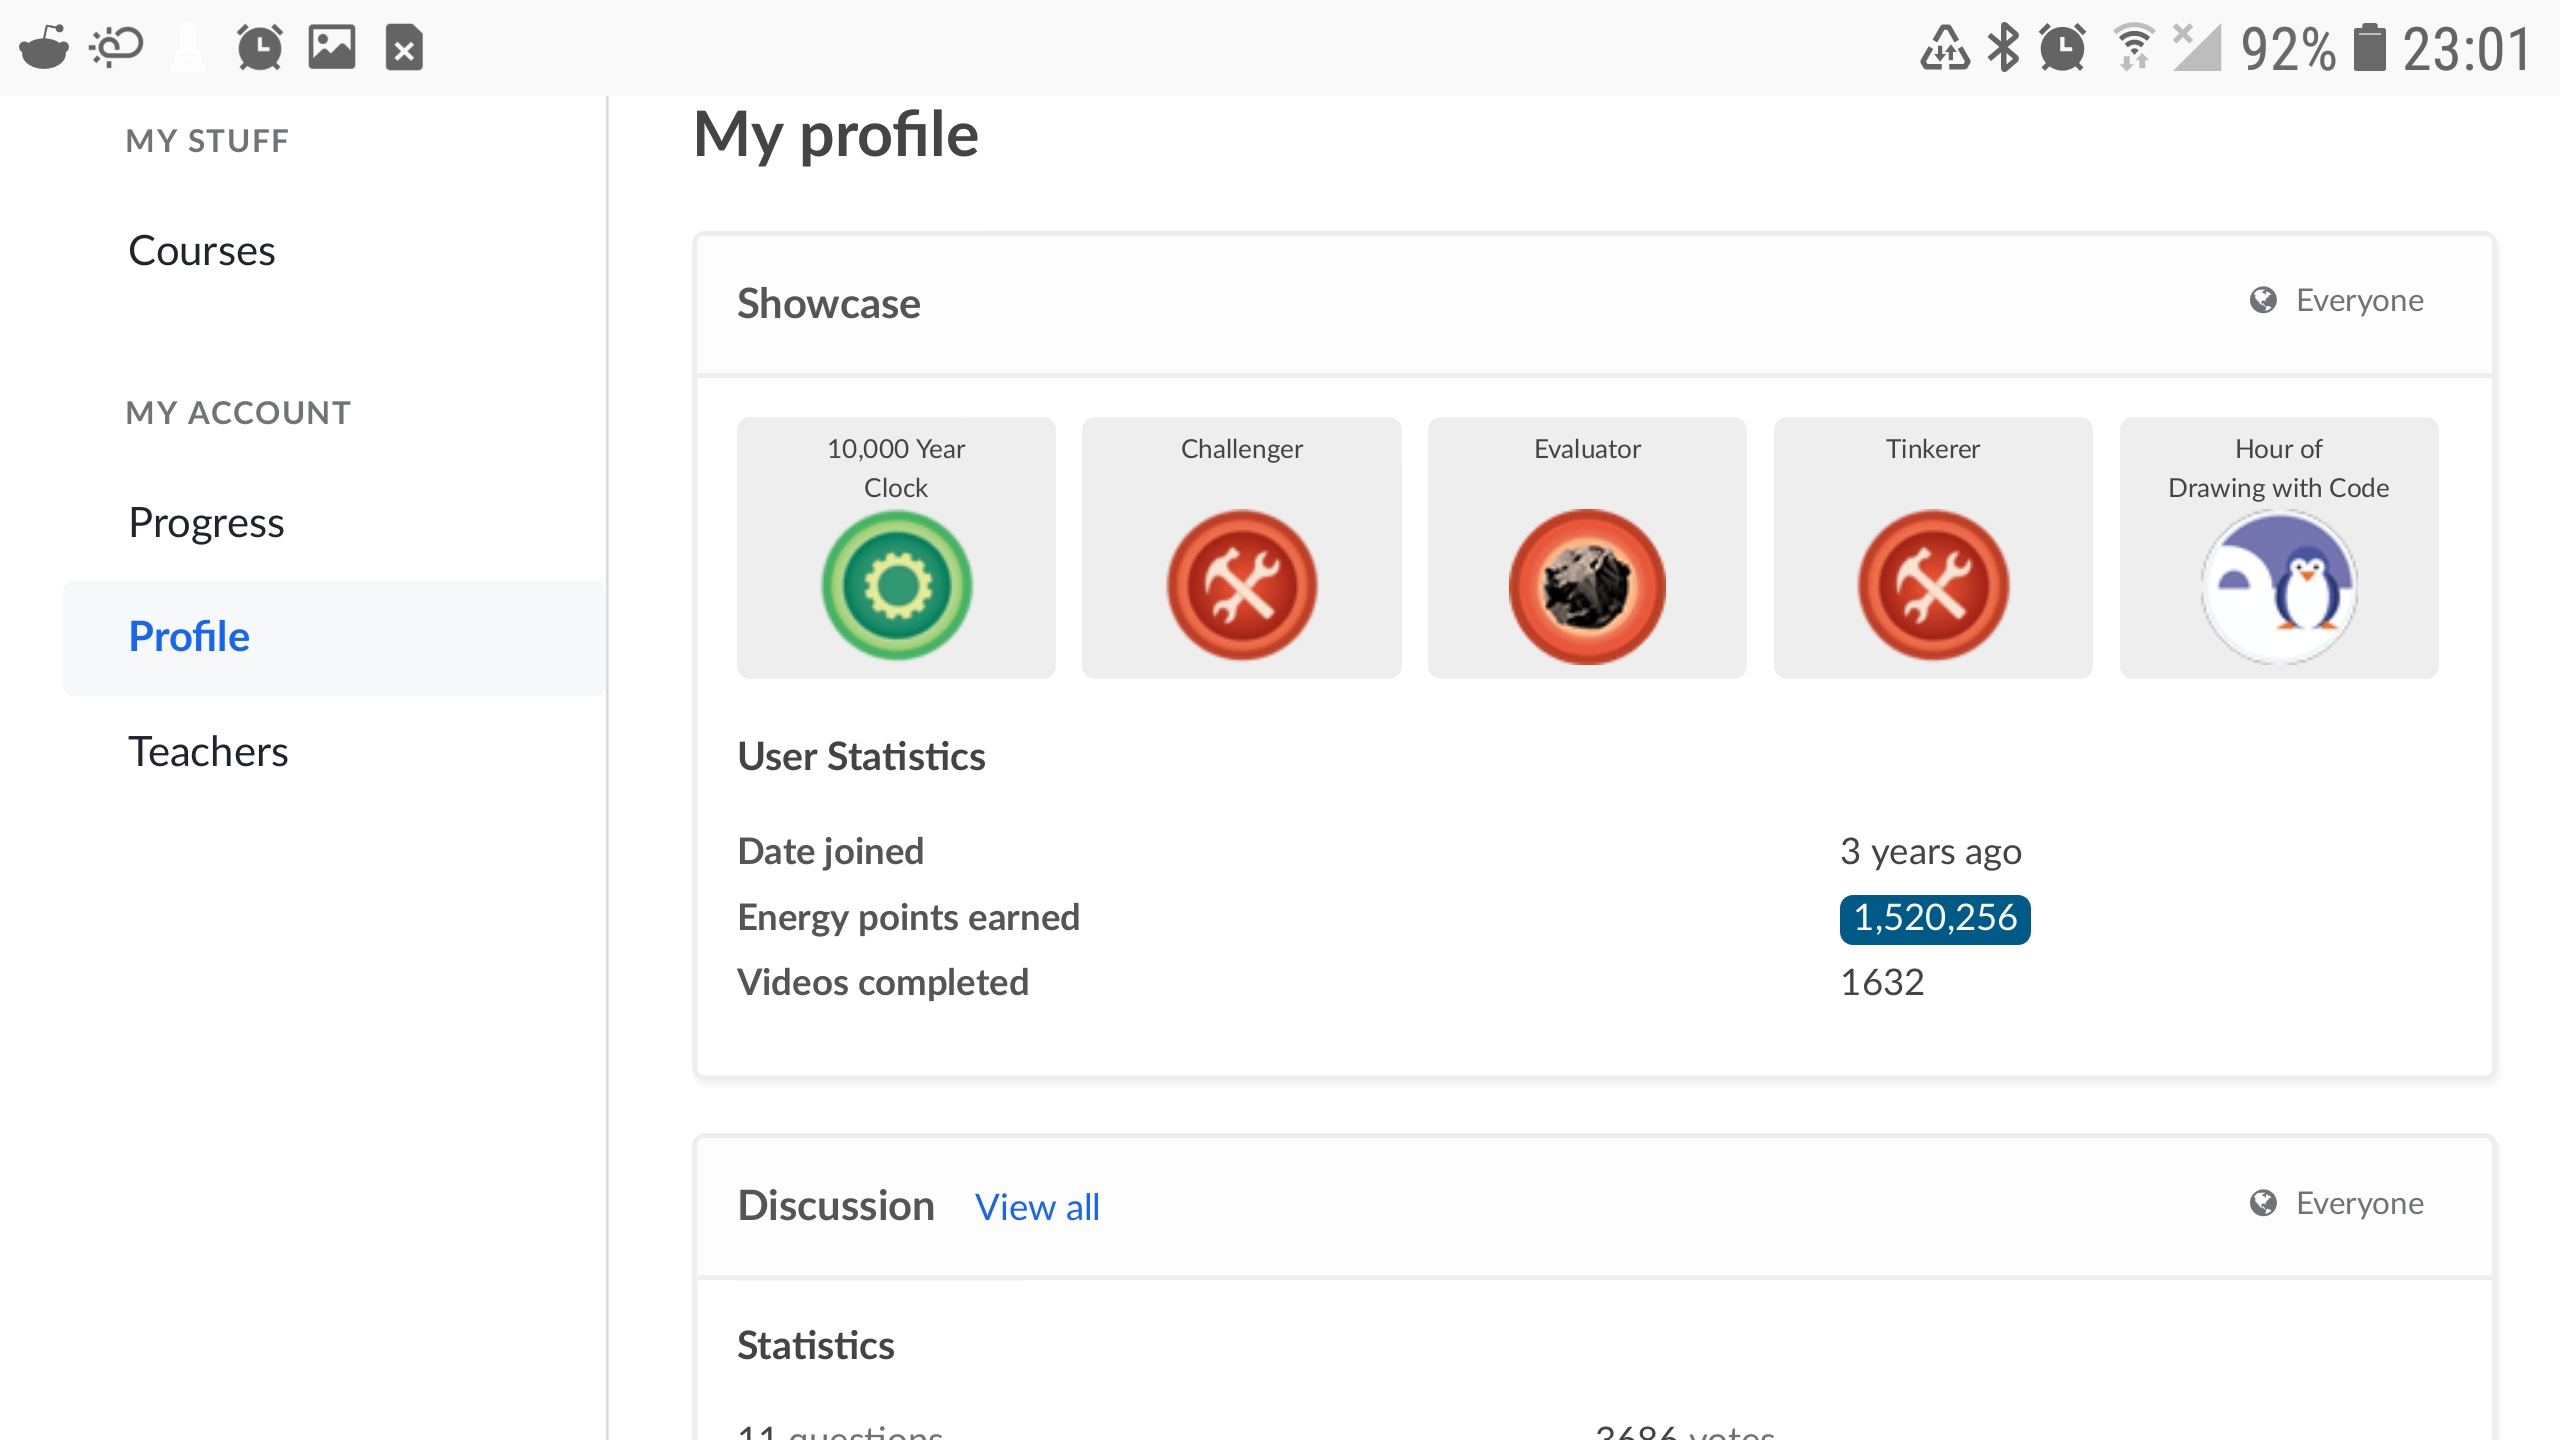 92% 23:01
MY STUFF
Courses
MY ACCOUNT
Progress
Profile
Teachers
My profile
Showcase
Everyone
10,000 Year
Clock
Challenger
Evaluator
Tinkerer
Hour of
Drawing with Code
User Statistics
Date joined 3 years ago
Energy points earned 1,520,256
Videos completed 1632
Discussion View all
Everyone
Statistics
11 questions 3686 votes